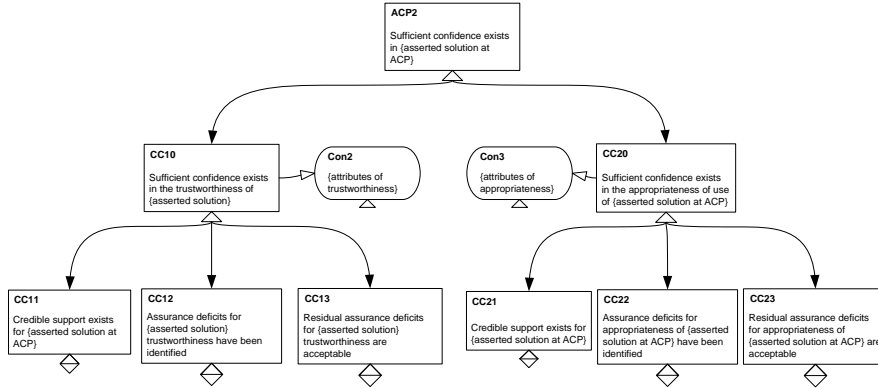 ACP2
Sufficient confidence exists
in {asserted solution at
ACP}
CC10
Sufficient confidence exists
in the trustworthiness of
{asserted solution}
Con2
{attributes of
trustworthiness}
Con3
{attributes of
appropriateness}
CC20
Sufficient confidence exists
in the appropriateness of use
of {asserted solution at ACP}
CC11
Credible support exists
for {asserted solution at
ACP}
CC12
Assurance deficits for
{asserted solution}
trustworthiness have been
identified
CC13
Residual assurance deficits
for {asserted solution}
trustworthiness are
acceptable
CC21
Credible support exists for
{asserted solution at ACP}
CC22
Assurance deficits for
appropriateness of {asserted
solution at ACP} have been
identified
CC23
Residual assurance deficits
for appropriateness of
{asserted solution at ACP} are
acceptable